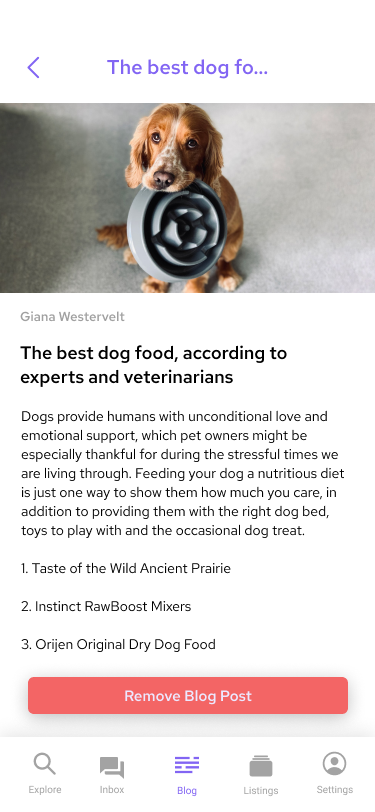 The best dog fo...
Giana Westervelt
The best dog food, according to
experts and veterinarians
Dogs provide humans with unconditional love and
emotional support, which pet owners might be
especially thankful for during the stressful times we
are living through. Feeding your dog a nutritious diet
is just one way to show them how much you care, in
addition to providing them with the right dog bed,
toys to play with and the occasional dog treat.
1. Taste of the Wild Ancient Prairie
2. Instinct RawBoost Mixers
3. Orijen Original Dry Dog Food
Remove Blog Post
Explore Inbox Blog Listings Settings